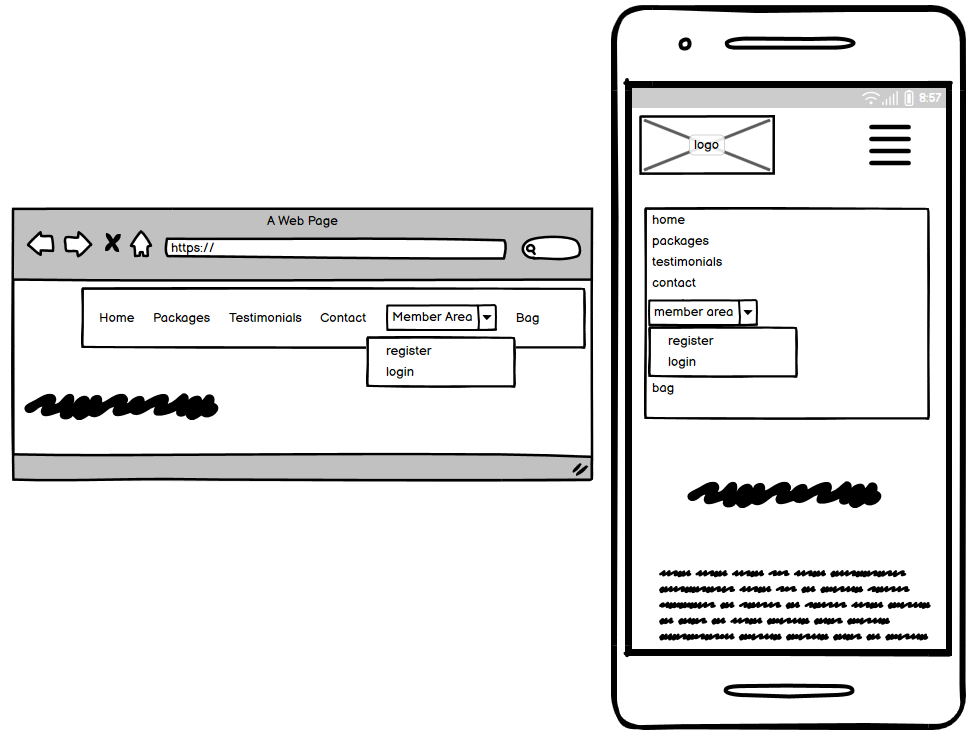 A Web Page
https://
Home Packages Testimonials Contact Member Area Bag
register
login
8:57
logo
home
packages
testimonials
contact
member area
register
login
bag